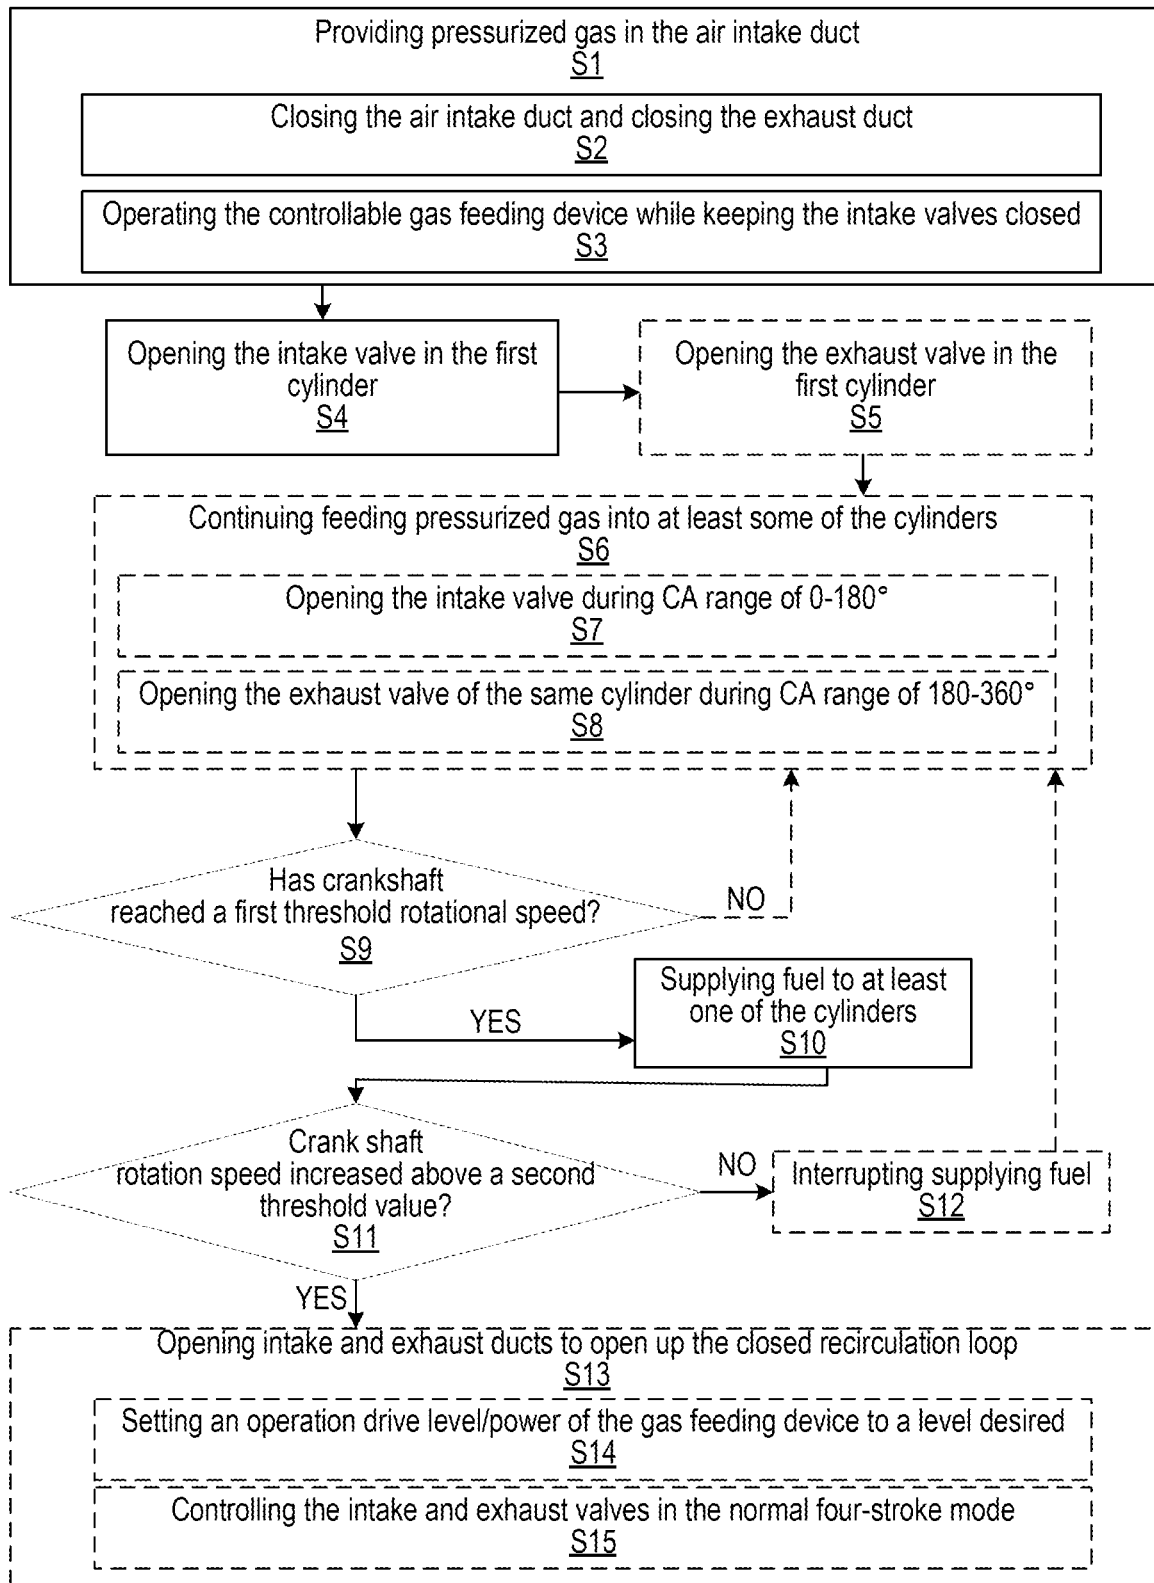 Providing pressurized gas in the air intake duct
S1
Closing the air intake duct and closing the exhaust duct
S2
Operating the controllable gas feeding device while keeping the intake valves closed
S3
Opening the intake valve in the first
cylinder
S4
Opening the exhaust valve in the
first cylinder
S5
Continuing feeding pressurized gas into at least some of the cylinders
S6
Opening the intake valve during CA range of 0-180°
S7
Opening the exhaust valve of the same cylinder during CA range of 180-360°
S8
Has crankshaft
reached a first threshold rotational speed?
S9
NO
YES
Supplying fuel to at least
one of the cylinders
S10
Crank shaft
rotation speed increased above a second
threshold value?
S11
NO
Interrupting supplying fuel
S12
YES
Opening intake and exhaust ducts to open up the closed recirculation loop
S13
Setting an operation drive level/power of the gas feeding device to a level desired
S14
Controlling the intake and exhaust valves in the normal four-stroke mode
S15